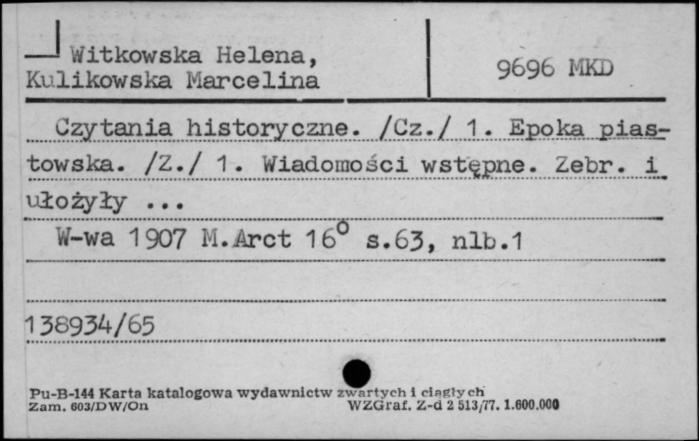 Witkowska Helena,
Kulikowska Marcelina
9696 MKD
Czytania historyczne. /Cz./ 1. Epoka pias-
towska. /Z./ 1. Wiadomości wstępne. Zebr. i
ułożyły ...
W-wa 1907 M.Arct 16° s.63, nlb.1
138934/65
Pu-B-144 Karta katalogowa wydawnictw zwartych i ciągłych
Zam. 603/DW/On WZGraf. Z-d 2 513/77. 1.600.000